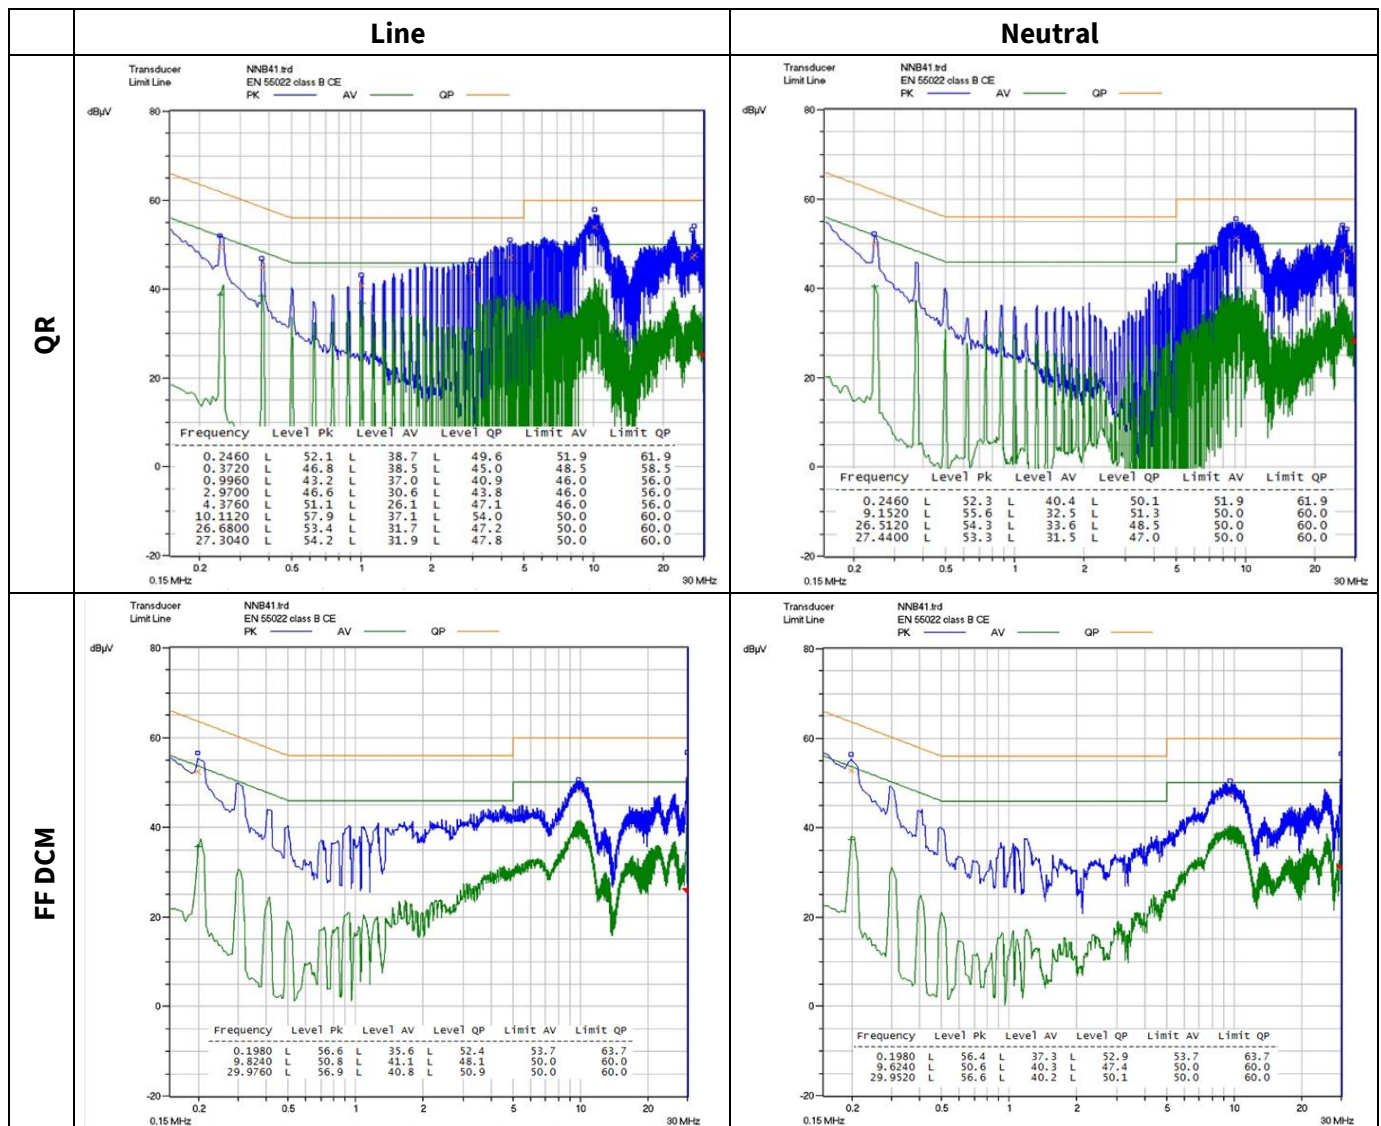 Line
Neutral
QR
Transducer NNB41.trd
Limit Line EN 55022 class B CE
PK AV QP
dBµV
80
60
40
20
0
-20
Frequency Level Pk Level AV Level QP Limit AV Limit QP
0.2460 L 52.1 L 38.7 L 49.6 51.9 61.9
0.3720 L 46.8 L 38.5 L 45.0 48.5 58.5
0.9960 L 43.2 L 37.0 L 40.9 46.0 56.0
2.9700 L 46.6 L 30.6 L 43.8 46.0 56.0
4.3760 L 51.1 L 26.1 L 47.1 46.0 56.0
10.1120 L 57.9 L 37.1 L 54.0 50.0 60.0
26.6800 L 53.4 L 31.7 L 47.2 50.0 60.0
27.3040 L 54.2 L 31.9 L 47.8 50.0 60.0
0.2 0.5 1 2 5 10 20
0.15 MHz 30 MHz
Transducer NNB41.trd
Limit Line EN 55022 class B CE
PK AV QP
dBµV
80
60
40
20
0
-20
Frequency Level Pk Level AV Level QP Limit AV Limit QP
0.2460 L 52.3 L 40.4 L 50.1 51.9 61.9
9.1520 L 55.6 L 32.5 L 51.3 50.0 60.0
26.5120 L 54.3 L 33.6 L 48.5 50.0 60.0
27.4400 L 53.3 L 31.5 L 47.0 50.0 60.0
0.2 0.5 1 2 5 10 20
0.15 MHz 30 MHz
FF DCM
Transducer NNB41.trd
Limit Line EN 55022 class B CE
PK AV QP
dBµV
80
60
40
20
0
-20
Frequency Level Pk Level AV Level QP Limit AV Limit QP
0.1980 L 56.6 L 35.6 L 52.4 53.7 63.7
9.8240 L 50.8 L 41.1 L 48.1 50.0 60.0
29.9760 L 56.9 L 40.8 L 50.9 50.0 60.0
0.2 0.5 1 2 5 10 20
0.15 MHz 30 MHz
Transducer NNB41.trd
Limit Line EN 55022 class B CE
PK AV QP
dBµV
80
60
40
20
0
-20
Frequency Level Pk Level AV Level QP Limit AV Limit QP
0.1980 L 56.4 L 37.3 L 52.9 53.7 63.7
9.6240 L 50.6 L 40.3 L 47.4 50.0 60.0
29.9520 L 56.6 L 40.2 L 50.1 50.0 60.0
0.2 0.5 1 2 5 10 20
0.15 MHz 30 MHz